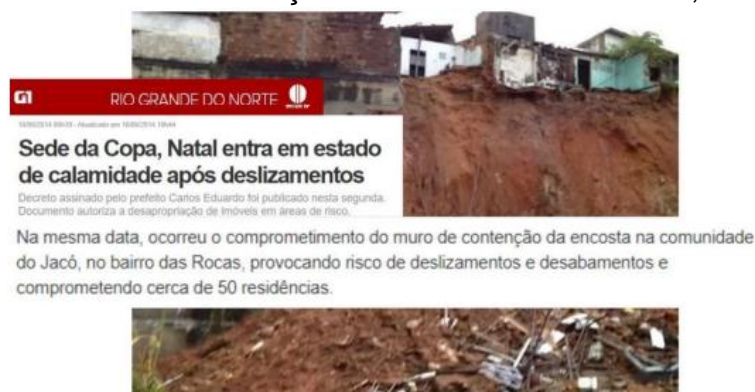 G1
RIO GRANDE DO NORTE
Sede da Copa, Natal entra em estado
de calamidade após deslizamentos
Decreto assinado pelo prefeito Carlos Eduardo foi publicado nesta segunda.
Documento autoriza a desapropriação de imóveis em áreas de risco.
Na mesma data, ocorreu o comprometimento do muro de contenção da encosta na comunidade
do Jacó, no bairro das Rocas, provocando risco de deslizamentos e desabamentos e
comprometendo cerca de 50 residências.